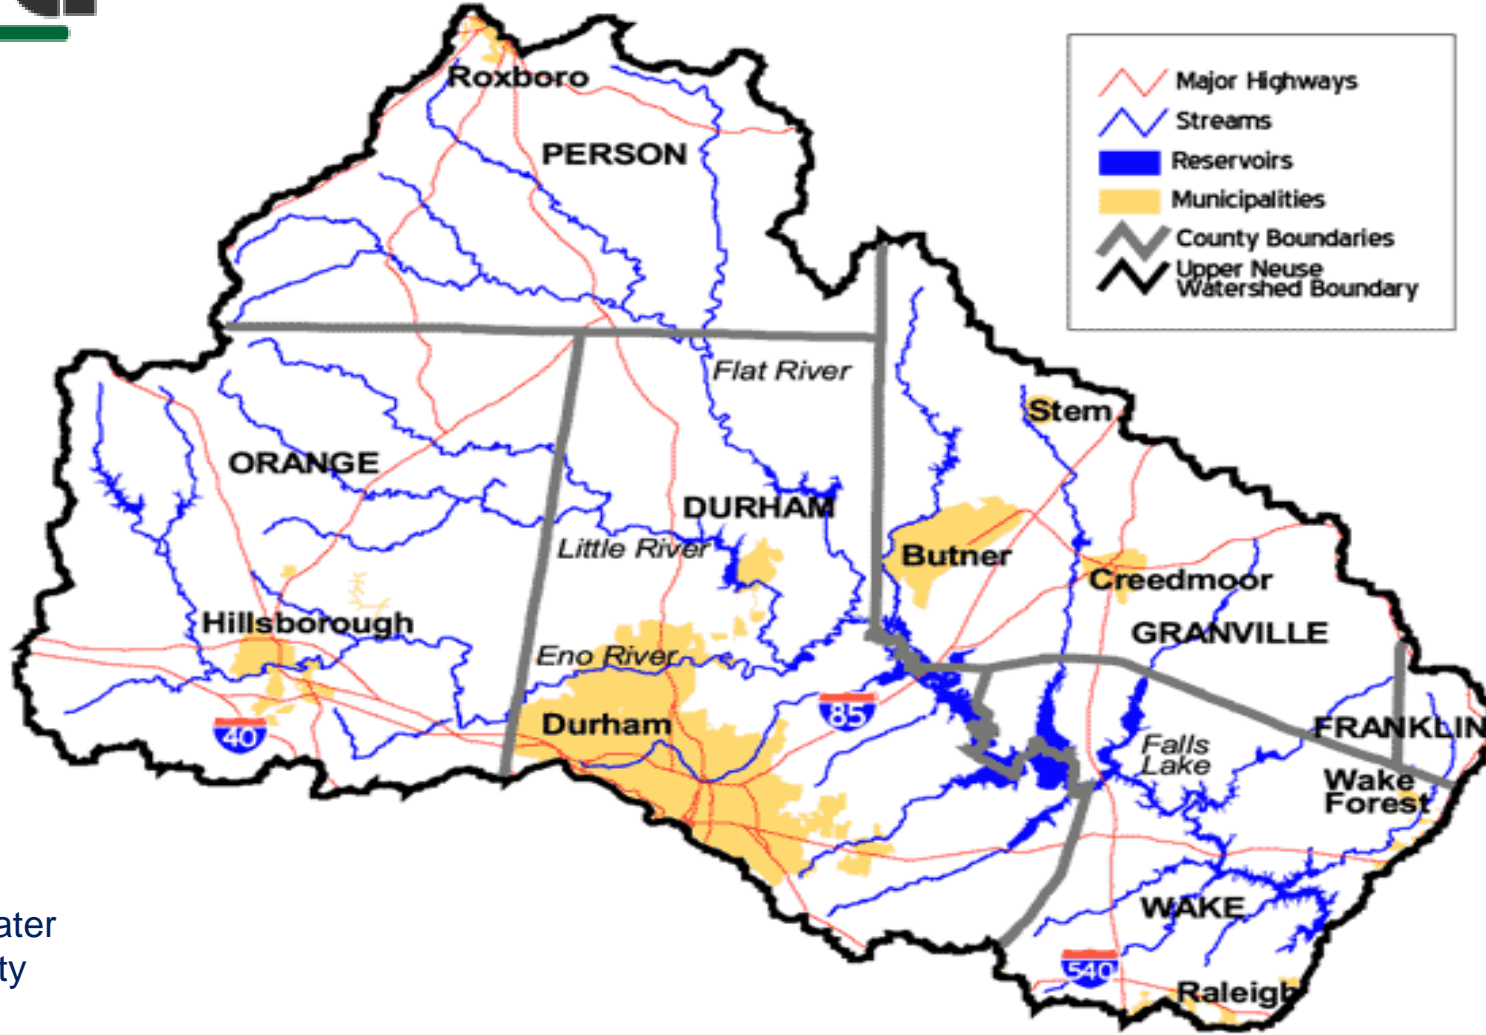 Roxboro
PERSON
Major Highways
Streams
Reservoirs
Municipalities
County Boundaries
Upper Neuse
Watershed Boundary
Flat River
Stem
ORANGE
DURHAM
Little River
Butner
Creedmoor
Hillsborough
GRANVILLE
Eno River
Durham
85
40
FRANKLIN
Falls
Lake
Wake
Forest
WAKE
540
Raleigh
ater
ty